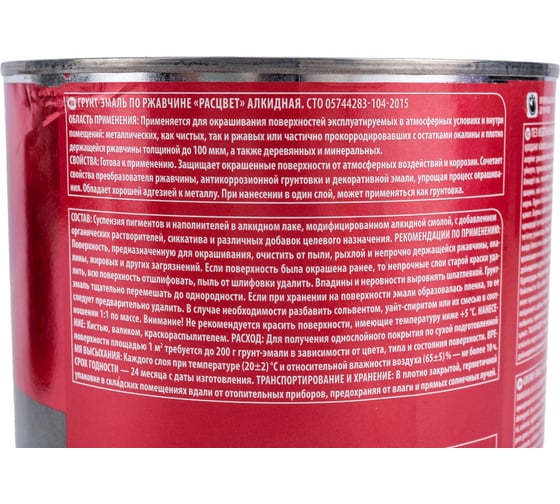 ГРУНТ-ЭМАЛЬ ПО РЖАВЧИНЕ «РАСЦВЕТ» АЛКИДНАЯ. СТО 05744283-104-2015
ОБЛАСТЬ ПРИМЕНЕНИЯ: Применяется для окрашивания поверхностей эксплуатируемых в атмосферных условиях и внутри
помещений: металлических, как чистых, так и ржавых или частично прокорродировавших с остатками окалины и плотно
держащейся ржавчины толщиной до 100 мкм, а также деревянных и минеральных.
СВОЙСТВА: Готова к применению. Защищает окрашенные поверхности от атмосферных воздействий и коррозии. Сочетает
свойства преобразователя ржавчины, антикоррозионной грунтовки и декоративной эмали, упрощая процесс окрашива-
ния. Обладает хорошей адгезией к металлу. При нанесении в один слой, может применяться как грунтовка.
СОСТАВ: Суспензия пигментов и наполнителей в алкидном лаке, модифицированном алкидной смолой, с добавлением
органических растворителей, сиккатива и различных добавок целевого назначения. РЕКОМЕНДАЦИИ ПО ПРИМЕНЕНИЮ:
Поверхность, предназначенную для окрашивания, очистить от пыли, рыхлой и непрочно держащейся ржавчины, ока-
лины, жировых и других загрязнений. Если поверхность была окрашена ранее, то непрочные слои старой краски уда-
лить, всю поверхность отшлифовать, пыль от шлифовки удалить. Впадины и неровности выровнять шпатлевкой. Грунт-
эмаль тщательно перемешать до однородности. Если при хранении на поверхности эмали образовалась пленка, то ее
следует предварительно удалить. В случае необходимости разбавить сольвентом, уайт-спиритом или их смесью в соот-
ношении 1:1 по массе. Внимание! Не рекомендуется красить поверхности, имеющие температуру ниже +5 °С. НАНЕСЕ-
НИЕ: Кистью, валиком, краскораспылителем. РАСХОД: Для получения однослойного покрытия по сухой подготовленной
поверхности площадью 1 м² требуется до 200 г грунт-эмали в зависимости от цвета, типа и состояния поверхности. ВРЕ-
МЯ ВЫСЫХАНИЯ: Каждого слоя при температуре (20±2) °С и относительной влажности воздуха (65±5)% — не более 10 ч.
СРОК ГОДНОСТИ — 24 месяца с даты изготовления. ТРАНСПОРТИРОВАНИЕ И ХРАНЕНИЕ: В плотно закрытой, герметичной
упаковке в складских помещениях вдали от отопительных приборов, предохраняя от влаги и прямых солнечных лучей.